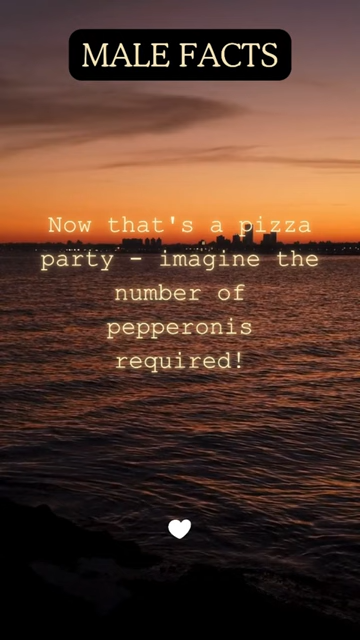 MALE FACTS
Now that's a pizza
party - imagine the
number of
pepperonis
required!